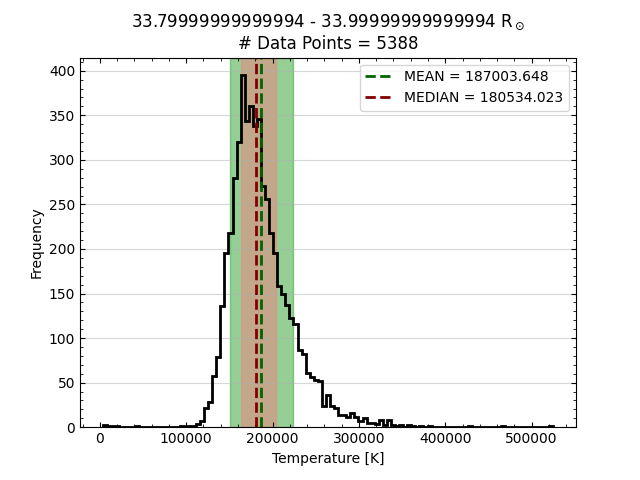 33.79999999999994 - 33.99999999999994 R⊙
# Data Points = 5388
MEAN = 187003.648
MEDIAN = 180534.023
Frequency
400
350
300
250
200
150
100
50
0
0 100000 200000 300000 400000 500000
Temperature [K]